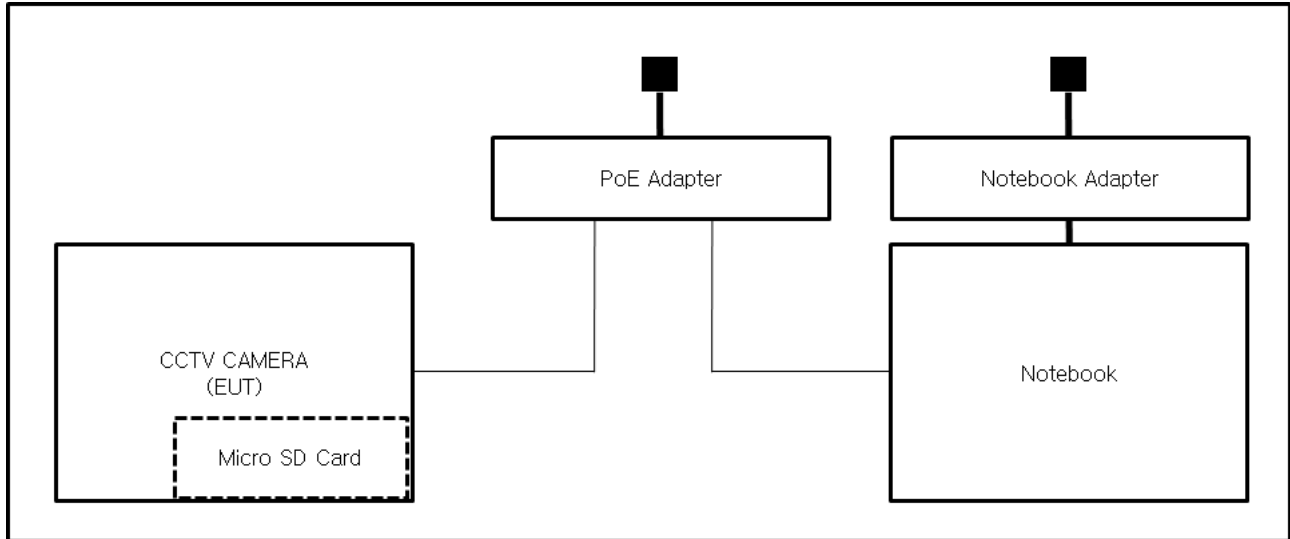 PoE Adapter
Notebook Adapter
CCTV CAMERA
(EUT)
Notebook
Micro SD Card